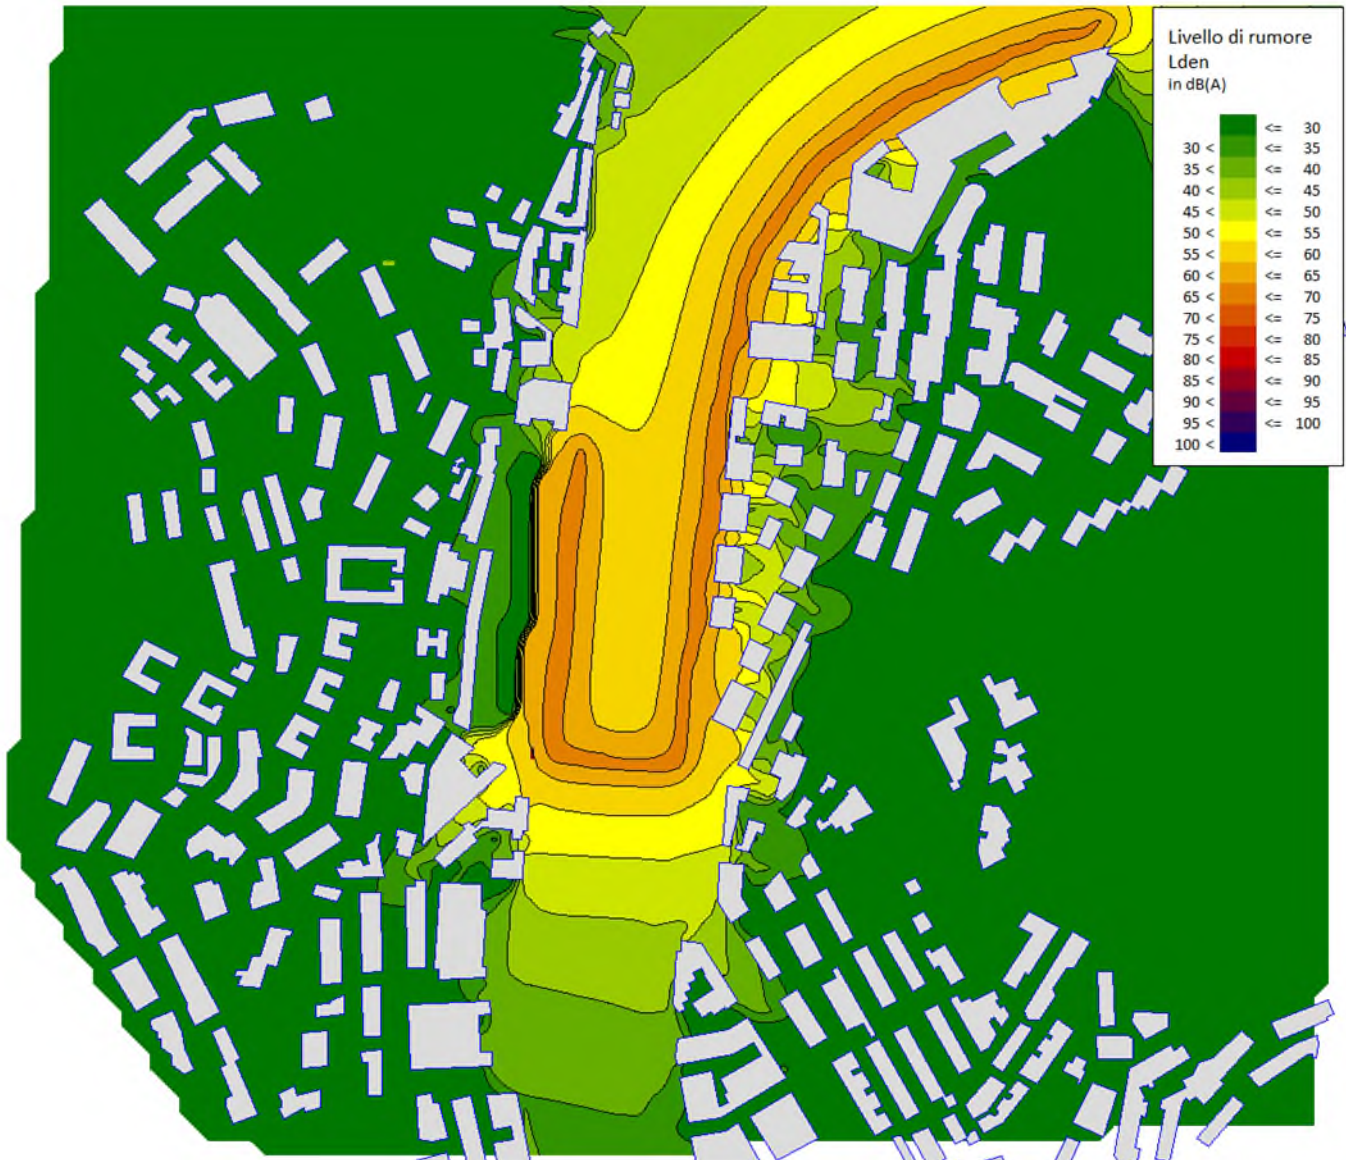 Livello di rumore
Lden
in dB(A)
<= 30
30 < <= 35
35 < <= 40
40 < <= 45
45 < <= 50
50 < <= 55
55 < <= 60
60 < <= 65
65 < <= 70
70 < <= 75
75 < <= 80
80 < <= 85
85 < <= 90
90 < <= 95
95 < <= 100
100 <